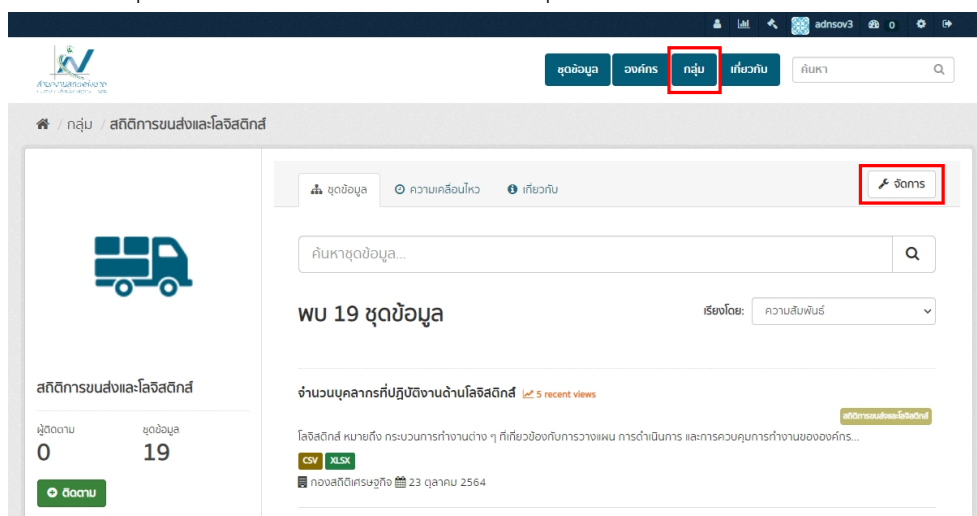 adnsov3 0
สำนักงานสถิติแห่งชาติ
ชุดข้อมูล องค์กร กลุ่ม เกี่ยวกับ ค้นหา
/ กลุ่ม / สถิติการขนส่งและโลจิสติกส์
ชุดข้อมูล ความเคลื่อนไหว เกี่ยวกับ จัดการ
ค้นหาชุดข้อมูล...
พบ 19 ชุดข้อมูล
เรียงโดย: ความสัมพันธ์
สถิติการขนส่งและโลจิสติกส์
ผู้ติดตาม ชุดข้อมูล
0 19
ติดตาม
จำนวนบุคลากรที่ปฏิบัติงานด้านโลจิสติกส์ 5 recent views
สถิติการขนส่งและโลจิสติกส์
โลจิสติกส์ หมายถึง กระบวนการทำงานต่าง ๆ ที่เกี่ยวข้องกับการวางแผน การดำเนินการ และการควบคุมการทำงานขององค์กร...
CSV XLSX
กองสถิติเศรษฐกิจ 23 ตุลาคม 2564